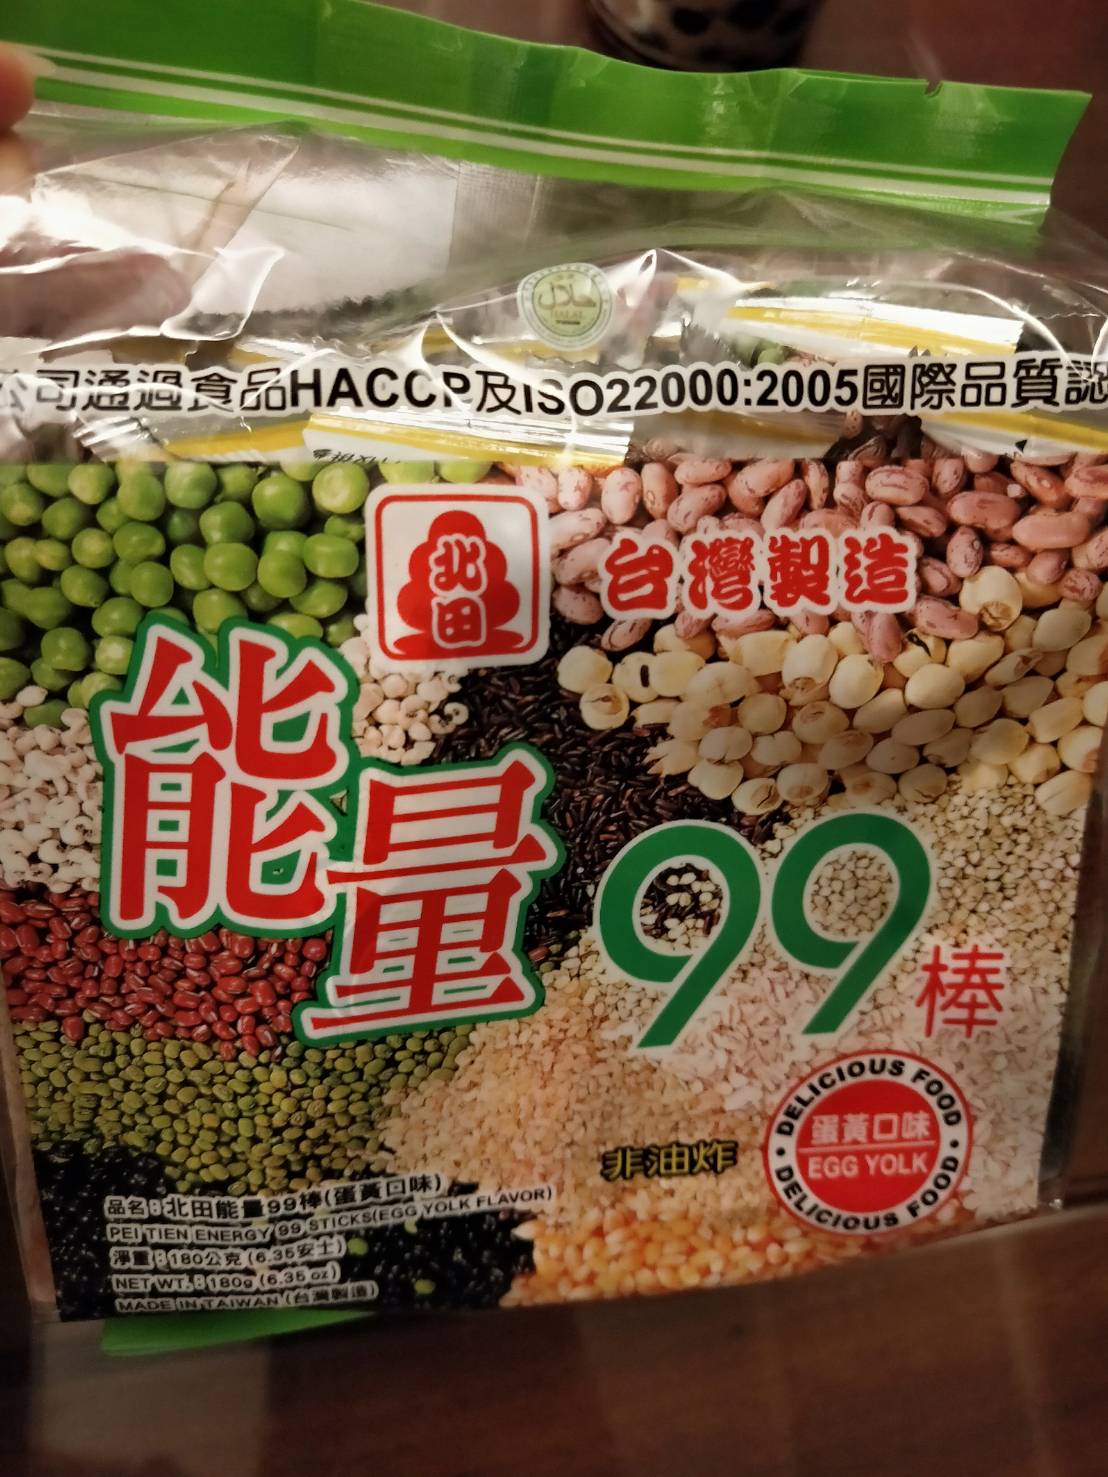 حلال
HALAL
公司通過食品HACCP及ISO22000:2005國際品質認
北田
台灣製造
能量99棒
DELICIOUS FOOD
蛋黃口味
EGG YOLK
DELICIOUS FOOD
非油炸
品名:北田能量99棒(蛋黃口味)
PEI TIEN ENERGY 99 STICKS(EGG YOLK FLAVOR)
淨重:180公克(6.35安士)
NET WT.:180g(6.35 oz)
MADE IN TAIWAN(台灣製造)